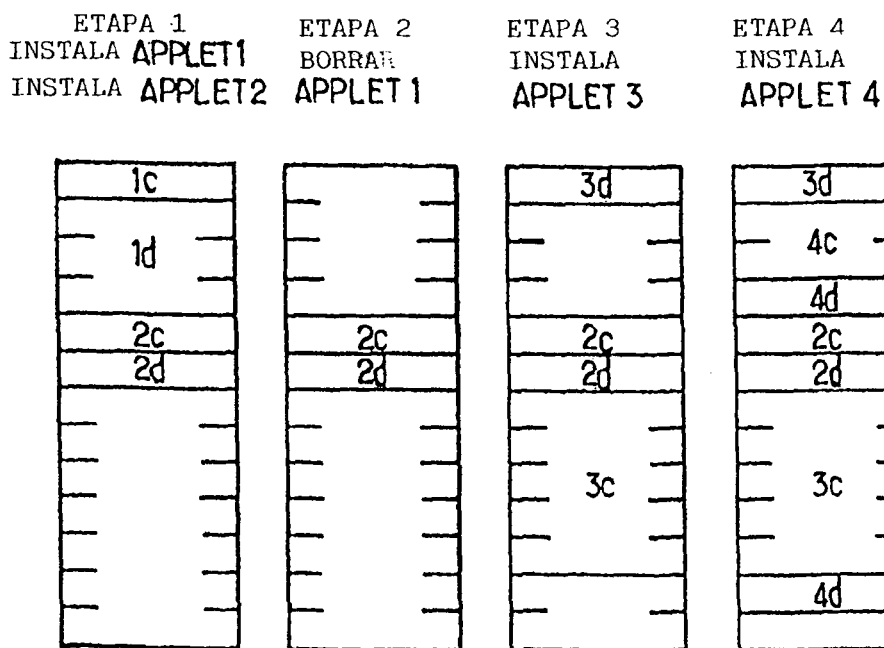 ETAPA 1
INSTALA APPLET1
INSTALA APPLET2
ETAPA 2
BORRAR
APPLET 1
ETAPA 3
INSTALA
APPLET 3
ETAPA 4
INSTALA
APPLET 4
1c
1d
2c
2d
2c
2d
3d
2c
2d
3c
3d
4c
4d
2c
2d
3c
4d